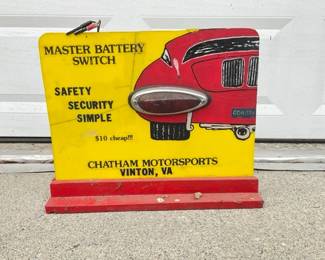 MASTER BATTERY
SWITCH
SAFETY
SECURITY
SIMPLE
$10 cheap!!!
CHATHAM MOTORSPORTS
VINTON, VA